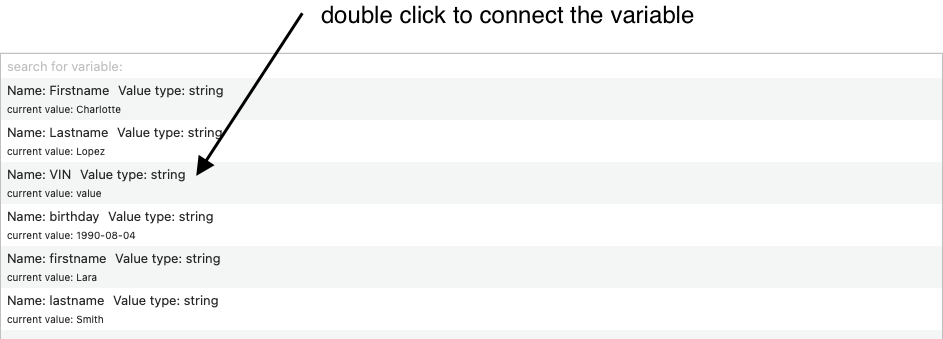 double click to connect the variable
search for variable:
Name: Firstname Value type: string
current value: Charlotte
Name: Lastname Value type: string
current value: Lopez
Name: VIN Value type: string
current value: value
Name: birthday Value type: string
current value: 1990-08-04
Name: firstname Value type: string
current value: Lara
Name: lastname Value type: string
current value: Smith